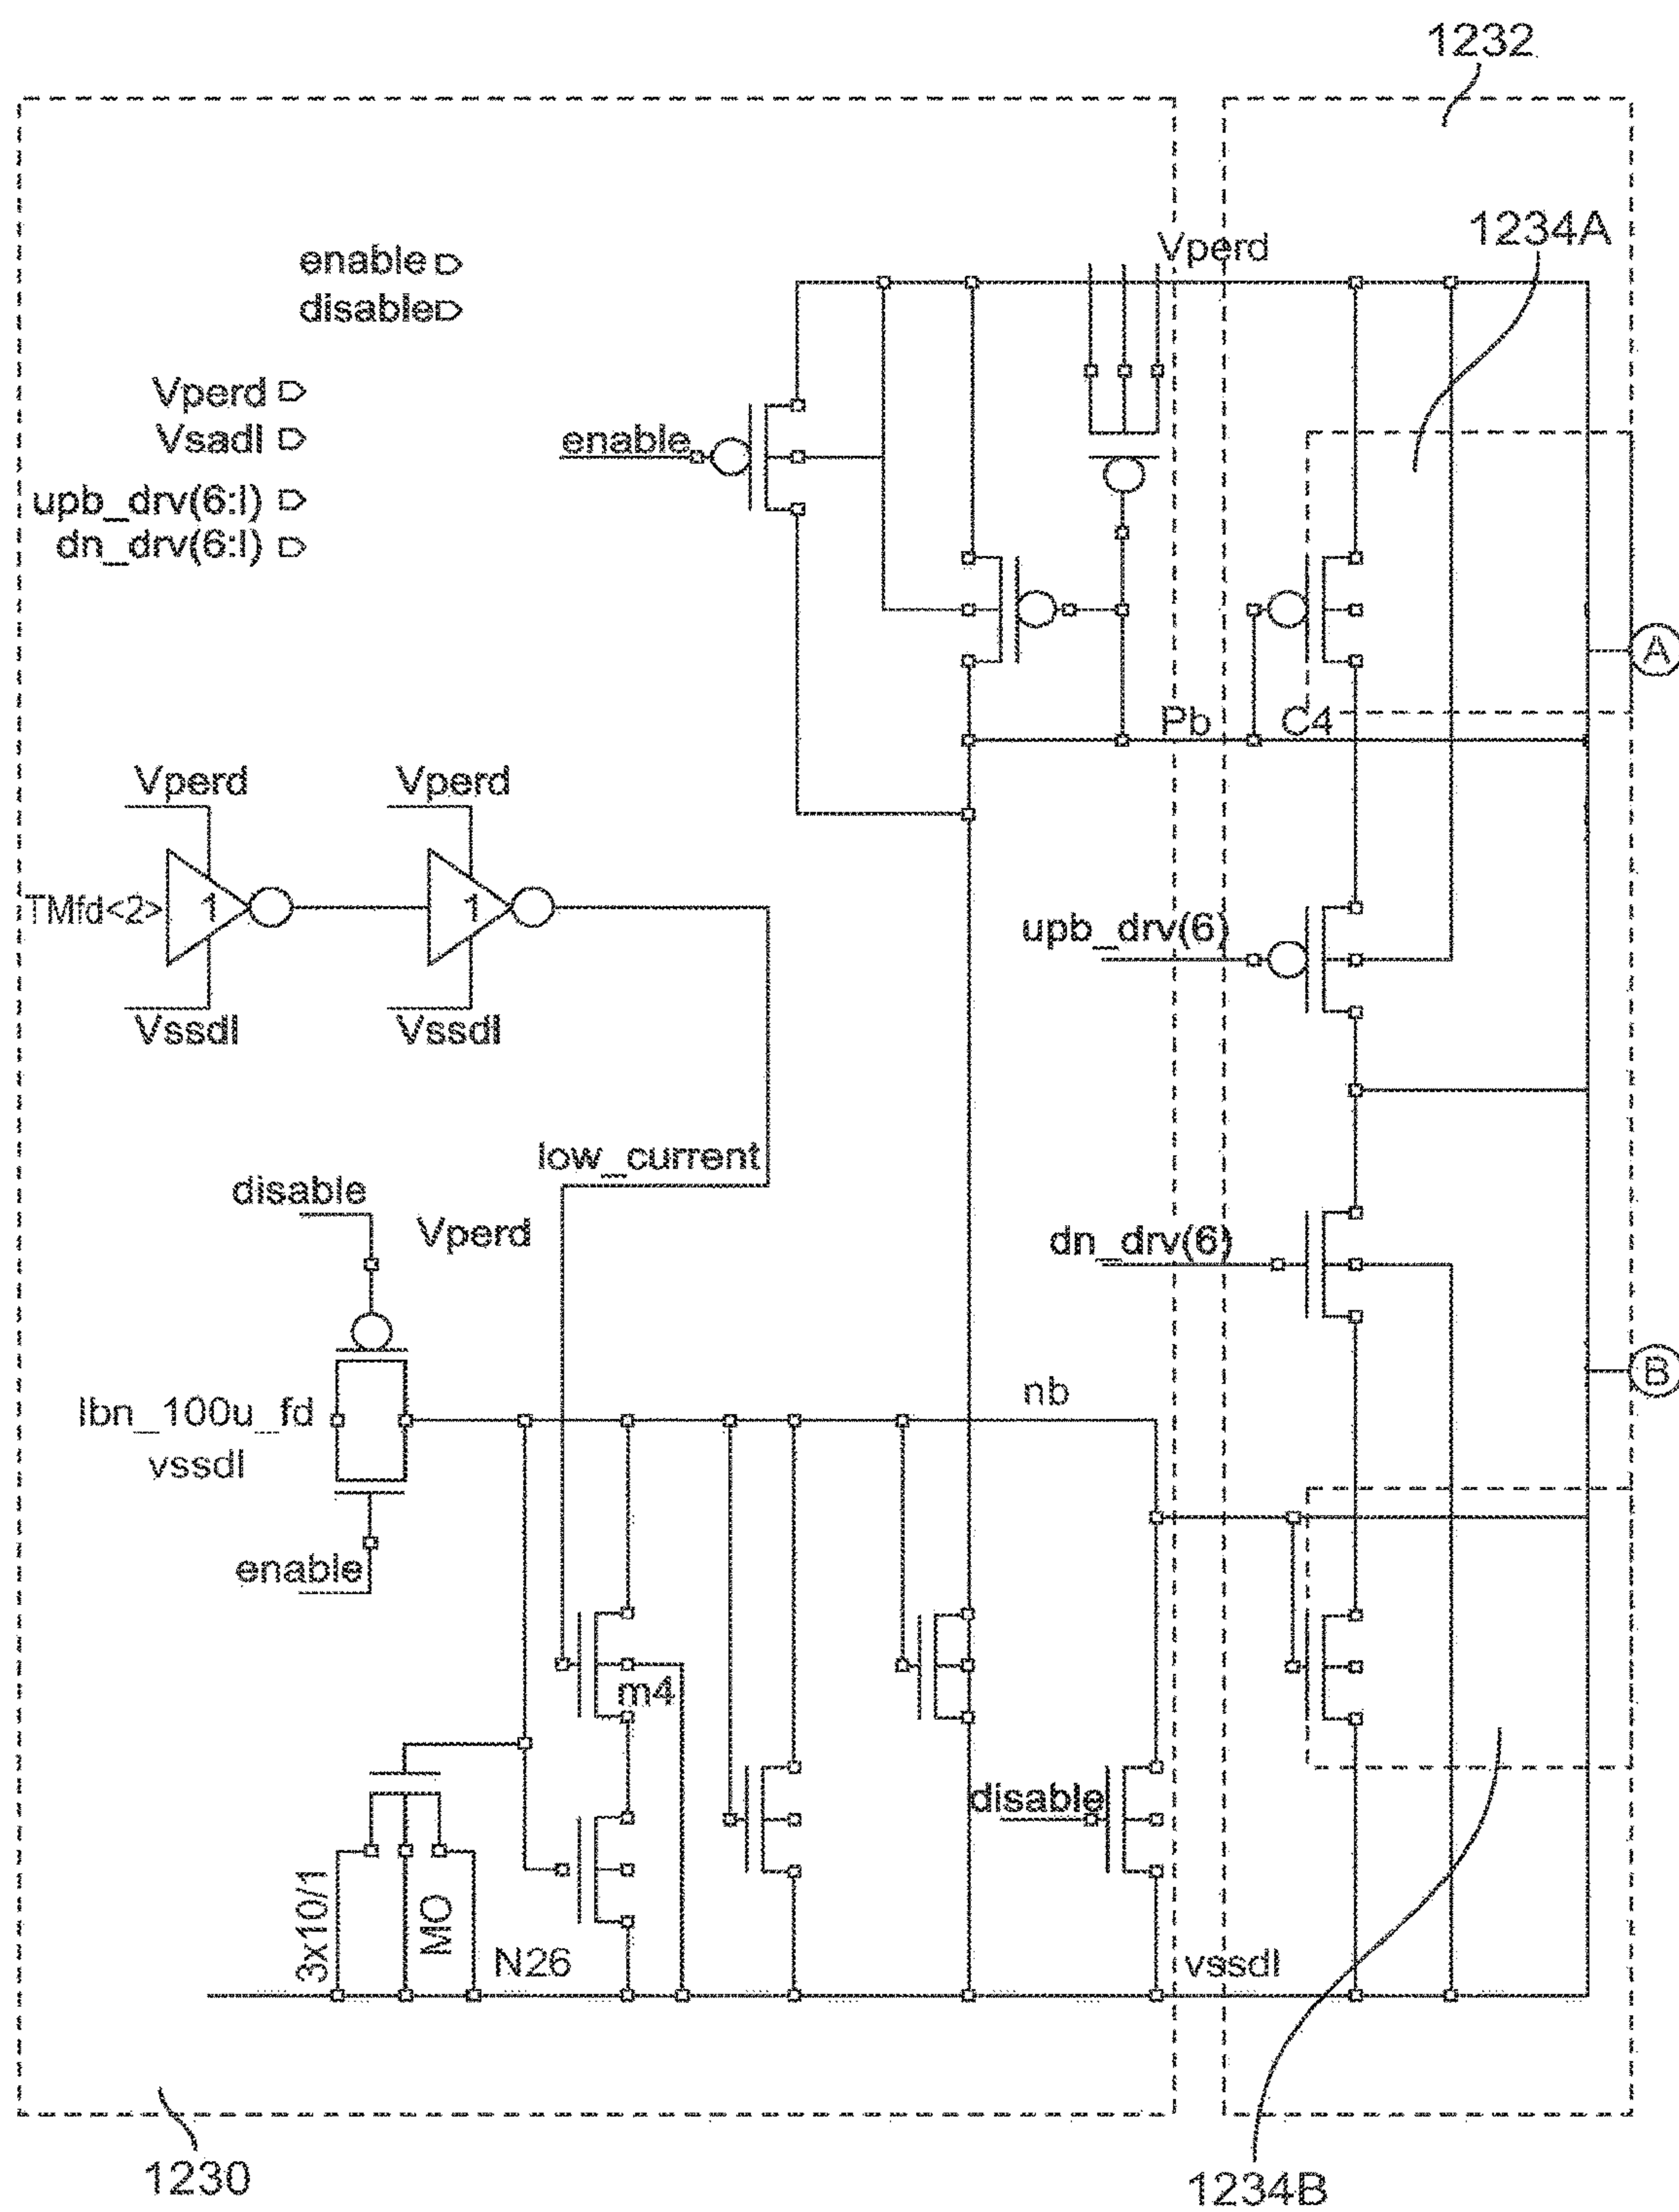 1232
1234A
Vperd
enable
disable
Vperd
Vsadl
enable
upb_drv(6:l)
dn_drv(6:l)
A
Pb
C4
Vperd
Vperd
TMfd<2>
1
1
upb_drv(6)
Vssdl
Vssdl
low_current
disable
Vperd
dn_drv(6)
B
nb
lbn_100u_fd
vssdl
enable
m4
disable
3x10/1
MO
N26
vssdl
1230
1234B